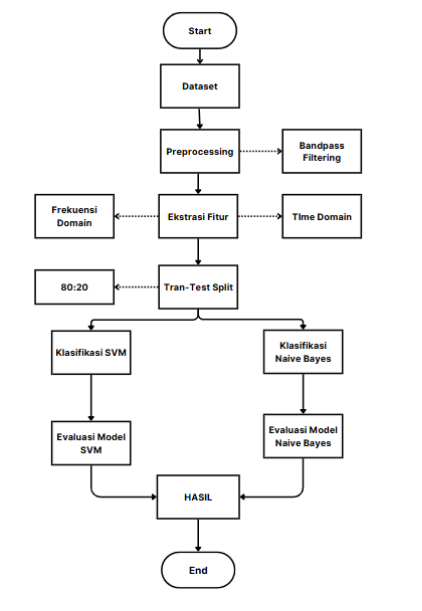 Start
Dataset
Preprocessing
Bandpass
Filtering
Frekuensi
Domain
Ekstrasi Fitur
TIme Domain
80:20
Tran-Test Split
Klasifikasi SVM
Klasifikasi
Naive Bayes
Evaluasi Model
SVM
Evaluasi Model
Naive Bayes
HASIL
End